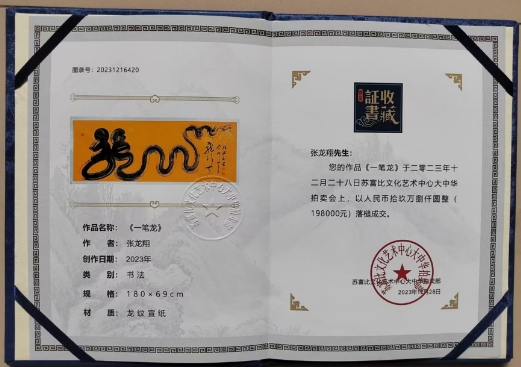 图录号：20231216420
作品名称：《一笔龙》
作 者：张龙翔
创作日期：2023年
类 别：书 法
规 格：180×69cm
材 质：龙纹宣纸
收藏
证書
张龙翔先生：
您的作品《一笔龙》于二零二三年十
二月二十八日苏富比文化艺术中心大中华
拍卖会上，以人民币拾玖万捌仟圆整（
198000元）落槌成交。
苏富比文化艺术中心大中华拍卖部
2023年12月28日